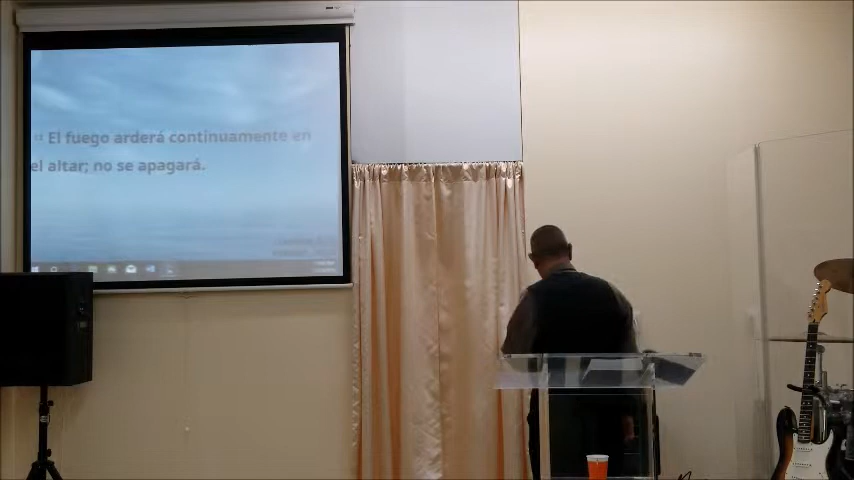 El fuego arderá continuamente en
el altar; no se apagará.